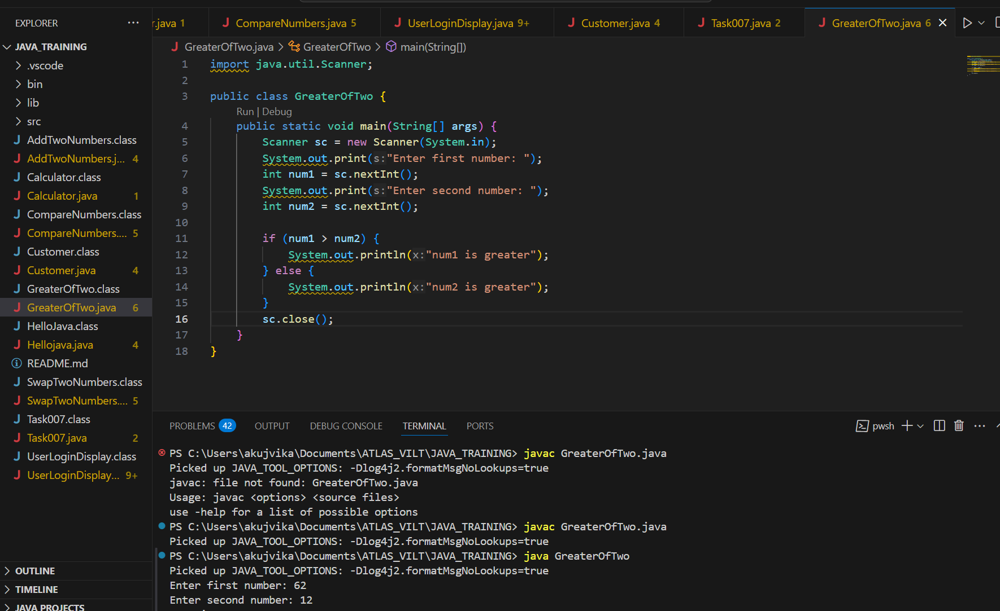 EXPLORER
JAVA_TRAINING
.vscode
bin
lib
src
AddTwoNumbers.class
AddTwoNumbers.j... 4
Calculator.class
Calculator.java 1
CompareNumbers.class
CompareNumbers.... 5
Customer.class
Customer.java 4
GreaterOfTwo.class
GreaterOfTwo.java 6
HelloJava.class
Hellojava.java 4
README.md
SwapTwoNumbers.class
SwapTwoNumbers.... 5
Task007.class
Task007.java 2
UserLoginDisplay.class
UserLoginDisplay... 9+
OUTLINE
TIMELINE
JAVA PROJECTS
r.java 1 CompareNumbers.java 5 UserLoginDisplay.java 9+ Customer.java 4 Task007.java 2 GreaterOfTwo.java 6
GreaterOfTwo.java > GreaterOfTwo > main(String[])
1 import java.util.Scanner;
2
3 public class GreaterOfTwo {
Run | Debug
4 public static void main(String[] args) {
5 Scanner sc = new Scanner(System.in);
6 System.out.print(s:"Enter first number: ");
7 int num1 = sc.nextInt();
8 System.out.print(s:"Enter second number: ");
9 int num2 = sc.nextInt();
10
11 if (num1 > num2) {
12 System.out.println(x:"num1 is greater");
13 } else {
14 System.out.println(x:"num2 is greater");
15 }
16 sc.close();
17 }
18 }
PROBLEMS 42 OUTPUT DEBUG CONSOLE TERMINAL PORTS pwsh
PS C:\Users\akujvika\Documents\ATLAS_VILT\JAVA_TRAINING> javac GreaterOfTwo.java
Picked up JAVA_TOOL_OPTIONS: -Dlog4j2.formatMsgNoLookups=true
javac: file not found: GreaterOfTwo.java
Usage: javac <options> <source files>
use -help for a list of possible options
PS C:\Users\akujvika\Documents\ATLAS_VILT\JAVA_TRAINING> javac GreaterOfTwo.java
Picked up JAVA_TOOL_OPTIONS: -Dlog4j2.formatMsgNoLookups=true
PS C:\Users\akujvika\Documents\ATLAS_VILT\JAVA_TRAINING> java GreaterOfTwo
Picked up JAVA_TOOL_OPTIONS: -Dlog4j2.formatMsgNoLookups=true
Enter first number: 62
Enter second number: 12